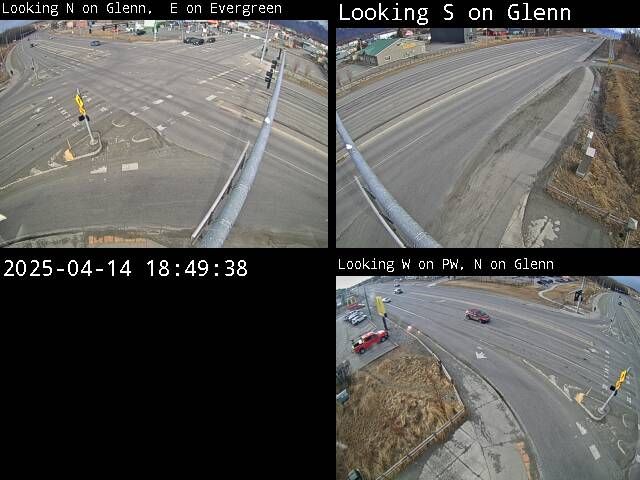 Looking N on Glenn,  E on Evergreen
Looking S on Glenn
2025-04-14 18:49:38
Looking W on PW, N on Glenn